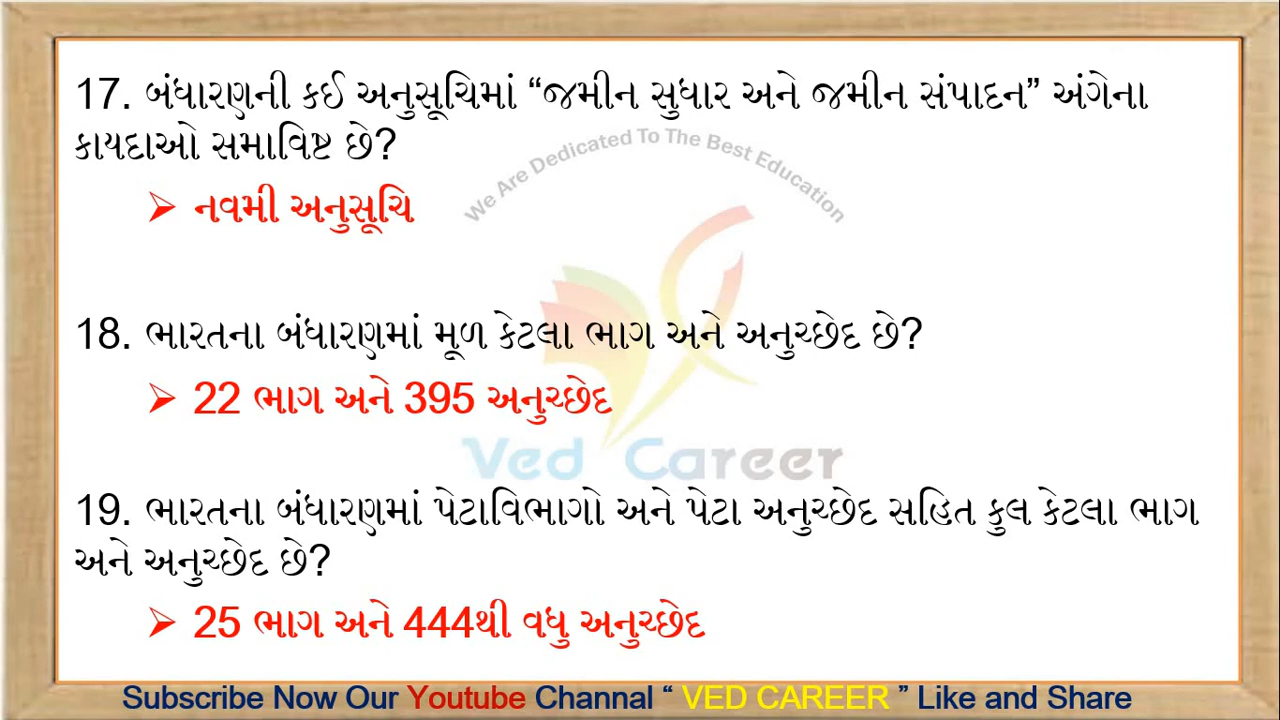 17. બંધારણની કઈ અનુસૂચિમાં “જમીન સુધાર અને જમીન સંપાદન” અંગેના
કાયદાઓ સમાવિષ્ટ છે?
We Are Dedicated To The Best Education
➢ નવમી અનુસૂચિ
18. ભારતના બંધારણમાં મૂળ કેટલા ભાગ અને અનુચ્છેદ છે?
➢ 22 ભાગ અને 395 અનુચ્છેદ
Ved Career
19. ભારતના બંધારણમાં પેટાવિભાગો અને પેટા અનુચ્છેદ સહિત કુલ કેટલા ભાગ
અને અનુચ્છેદ છે?
➢ 25 ભાગ અને 444થી વધુ અનુચ્છેદ
Subscribe Now Our Youtube Channal “ VED CAREER ” Like and Share